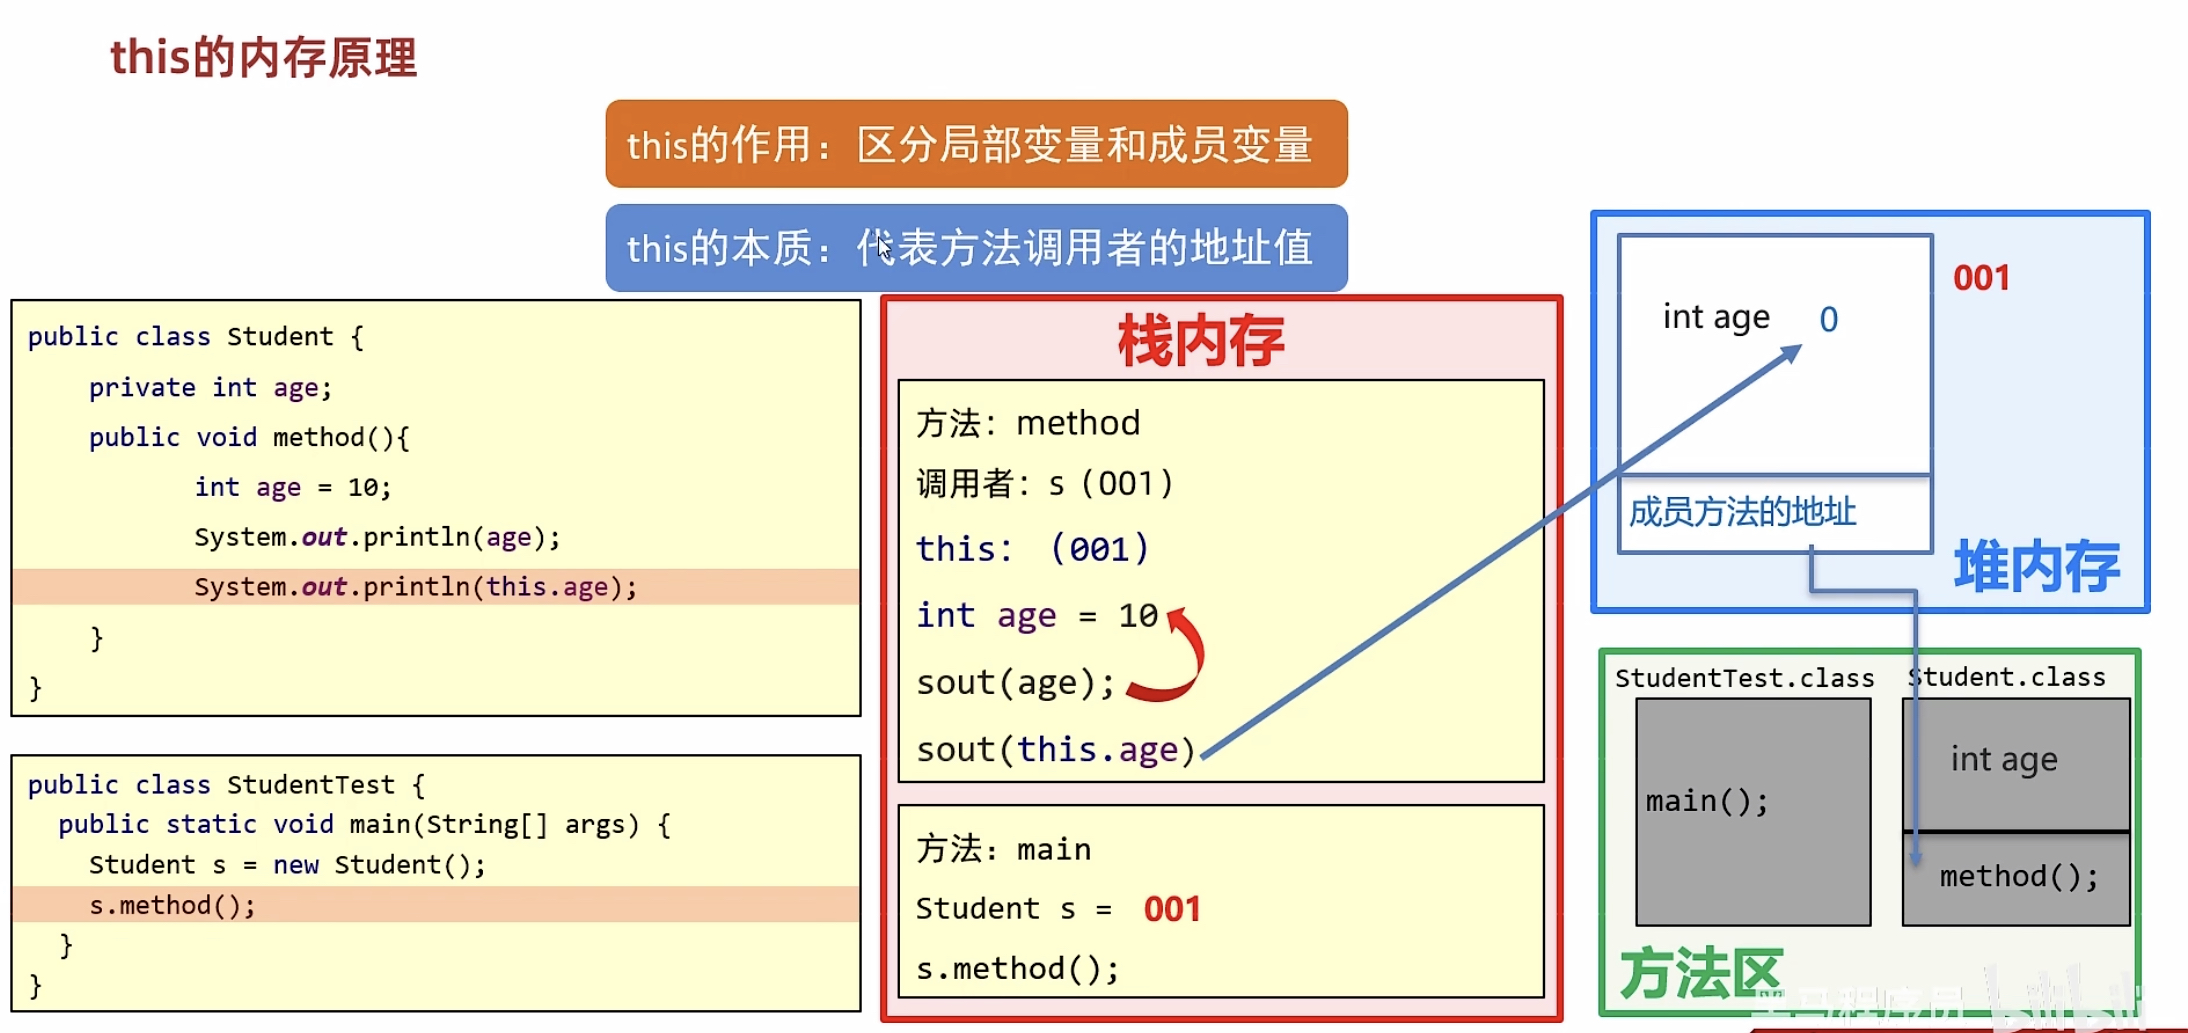 this的内存原理
this的作用：区分局部变量和成员变量
this的本质：代表方法调用者的地址值
public class Student {
private int age;
public void method(){
int age = 10;
System.out.println(age);
System.out.println(this.age);
}
}
public class StudentTest {
public static void main(String[] args) {
Student s = new Student();
s.method();
}
}
栈内存
方法：method
调用者：s（001）
this：（001）
int age = 10
sout(age);
sout(this.age)
方法：main
Student s = 001
s.method();
int age 0
001
成员方法的地址
堆内存
StudentTest.class
main();
Student.class
int age
method();
方法区
黑马程序员
bilibili